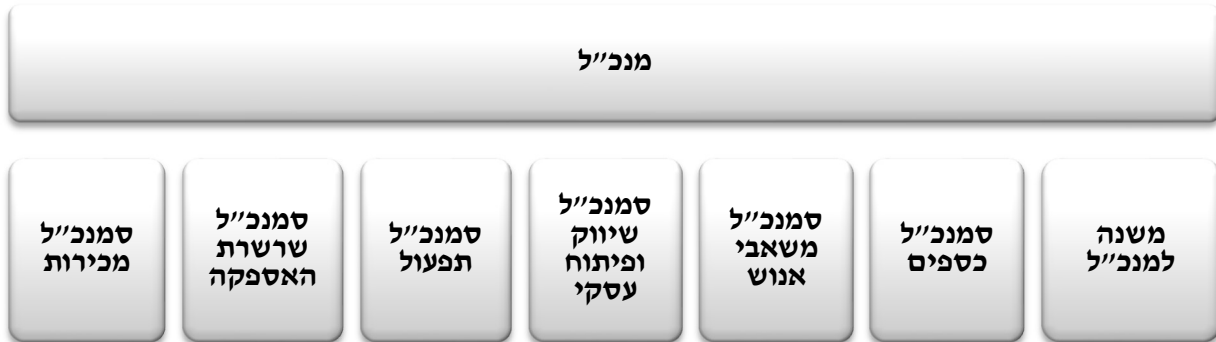 מנכ״ל
משנה
למנכ״ל
סמנכ״ל
כספים
סמנכ״ל
משאבי
אנוש
סמנכ״ל
שיווק
ופיתוח
עסקי
סמנכ״ל
תפעול
סמנכ״ל
שרשרת
האספקה
סמנכ״ל
מכירות